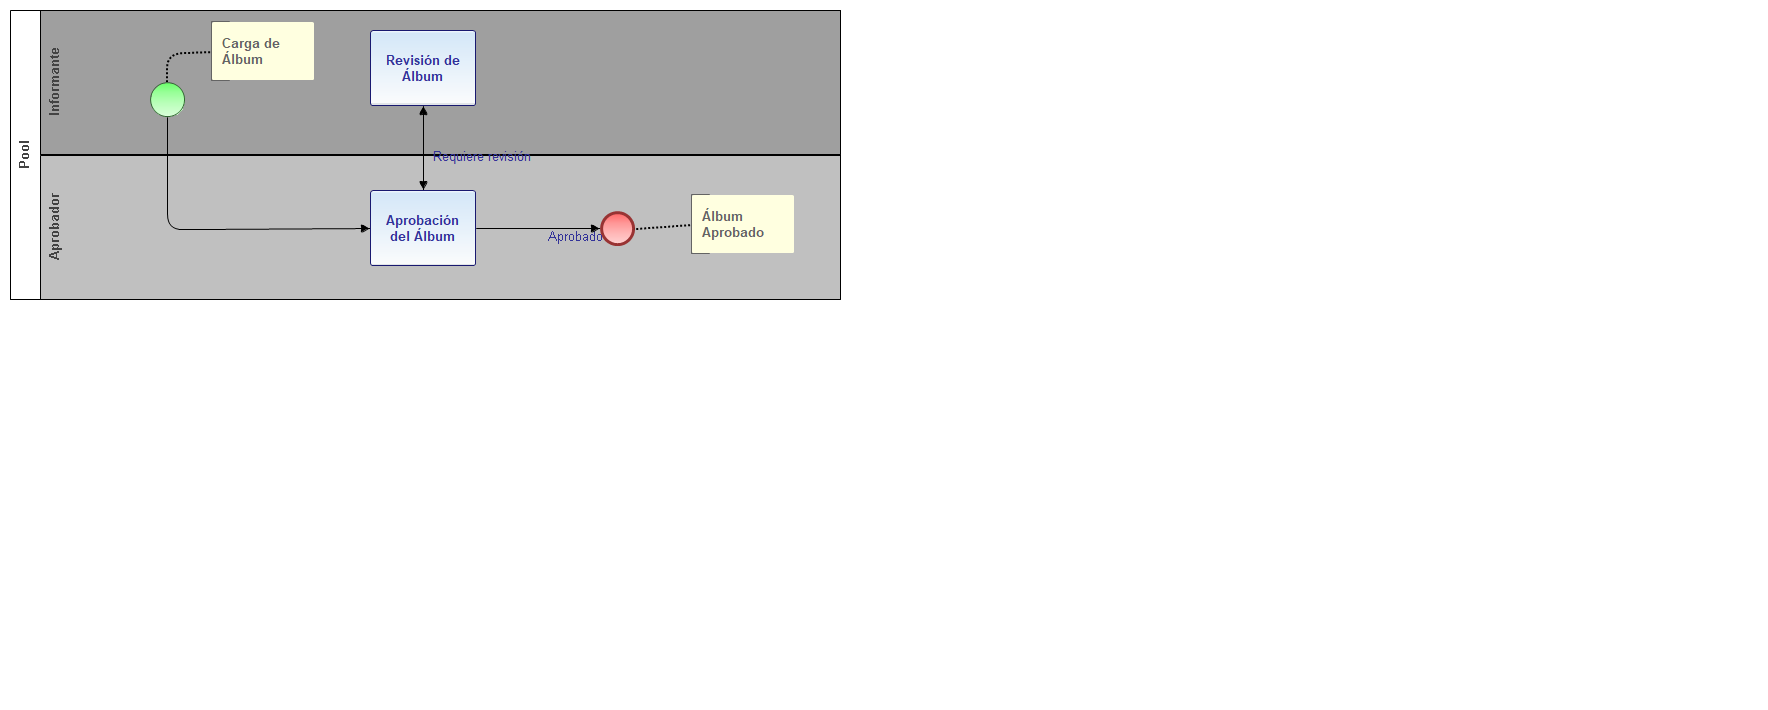 Pool
Informante
Carga de
Álbum
Revisión de
Álbum
Requiere revisión
Aprobador
Aprobación
del Álbum
Aprobado
Álbum
Aprobado